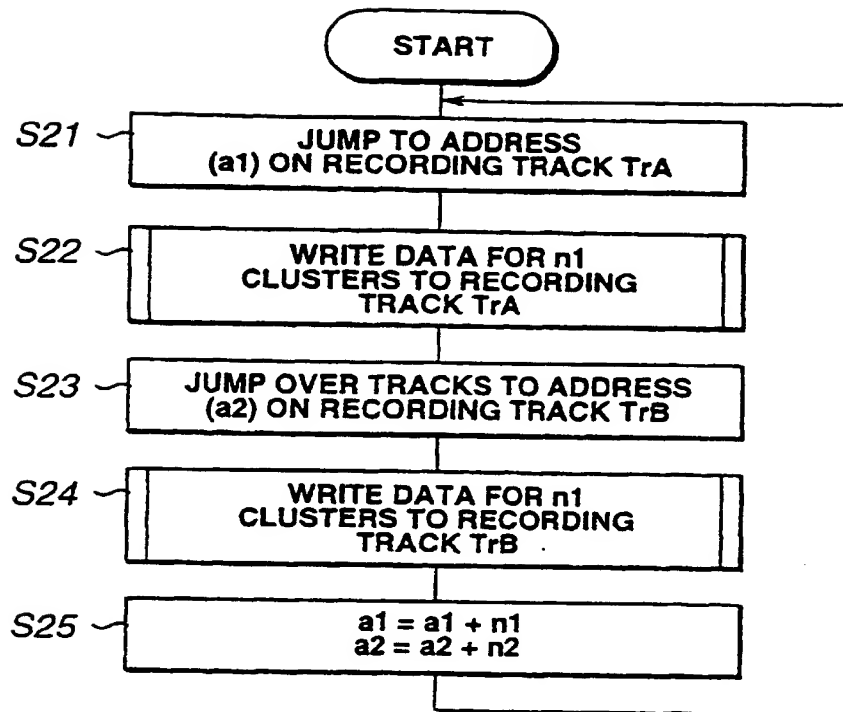 START
S21
JUMP TO ADDRESS
(a1) ON RECORDING TRACK TrA
S22
WRITE DATA FOR n1
CLUSTERS TO RECORDING
TRACK TrA
S23
JUMP OVER TRACKS TO ADDRESS
(a2) ON RECORDING TRACK TrB
S24
WRITE DATA FOR n1
CLUSTERS TO RECORDING
TRACK TrB
S25
a1 = a1 + n1
a2 = a2 + n2